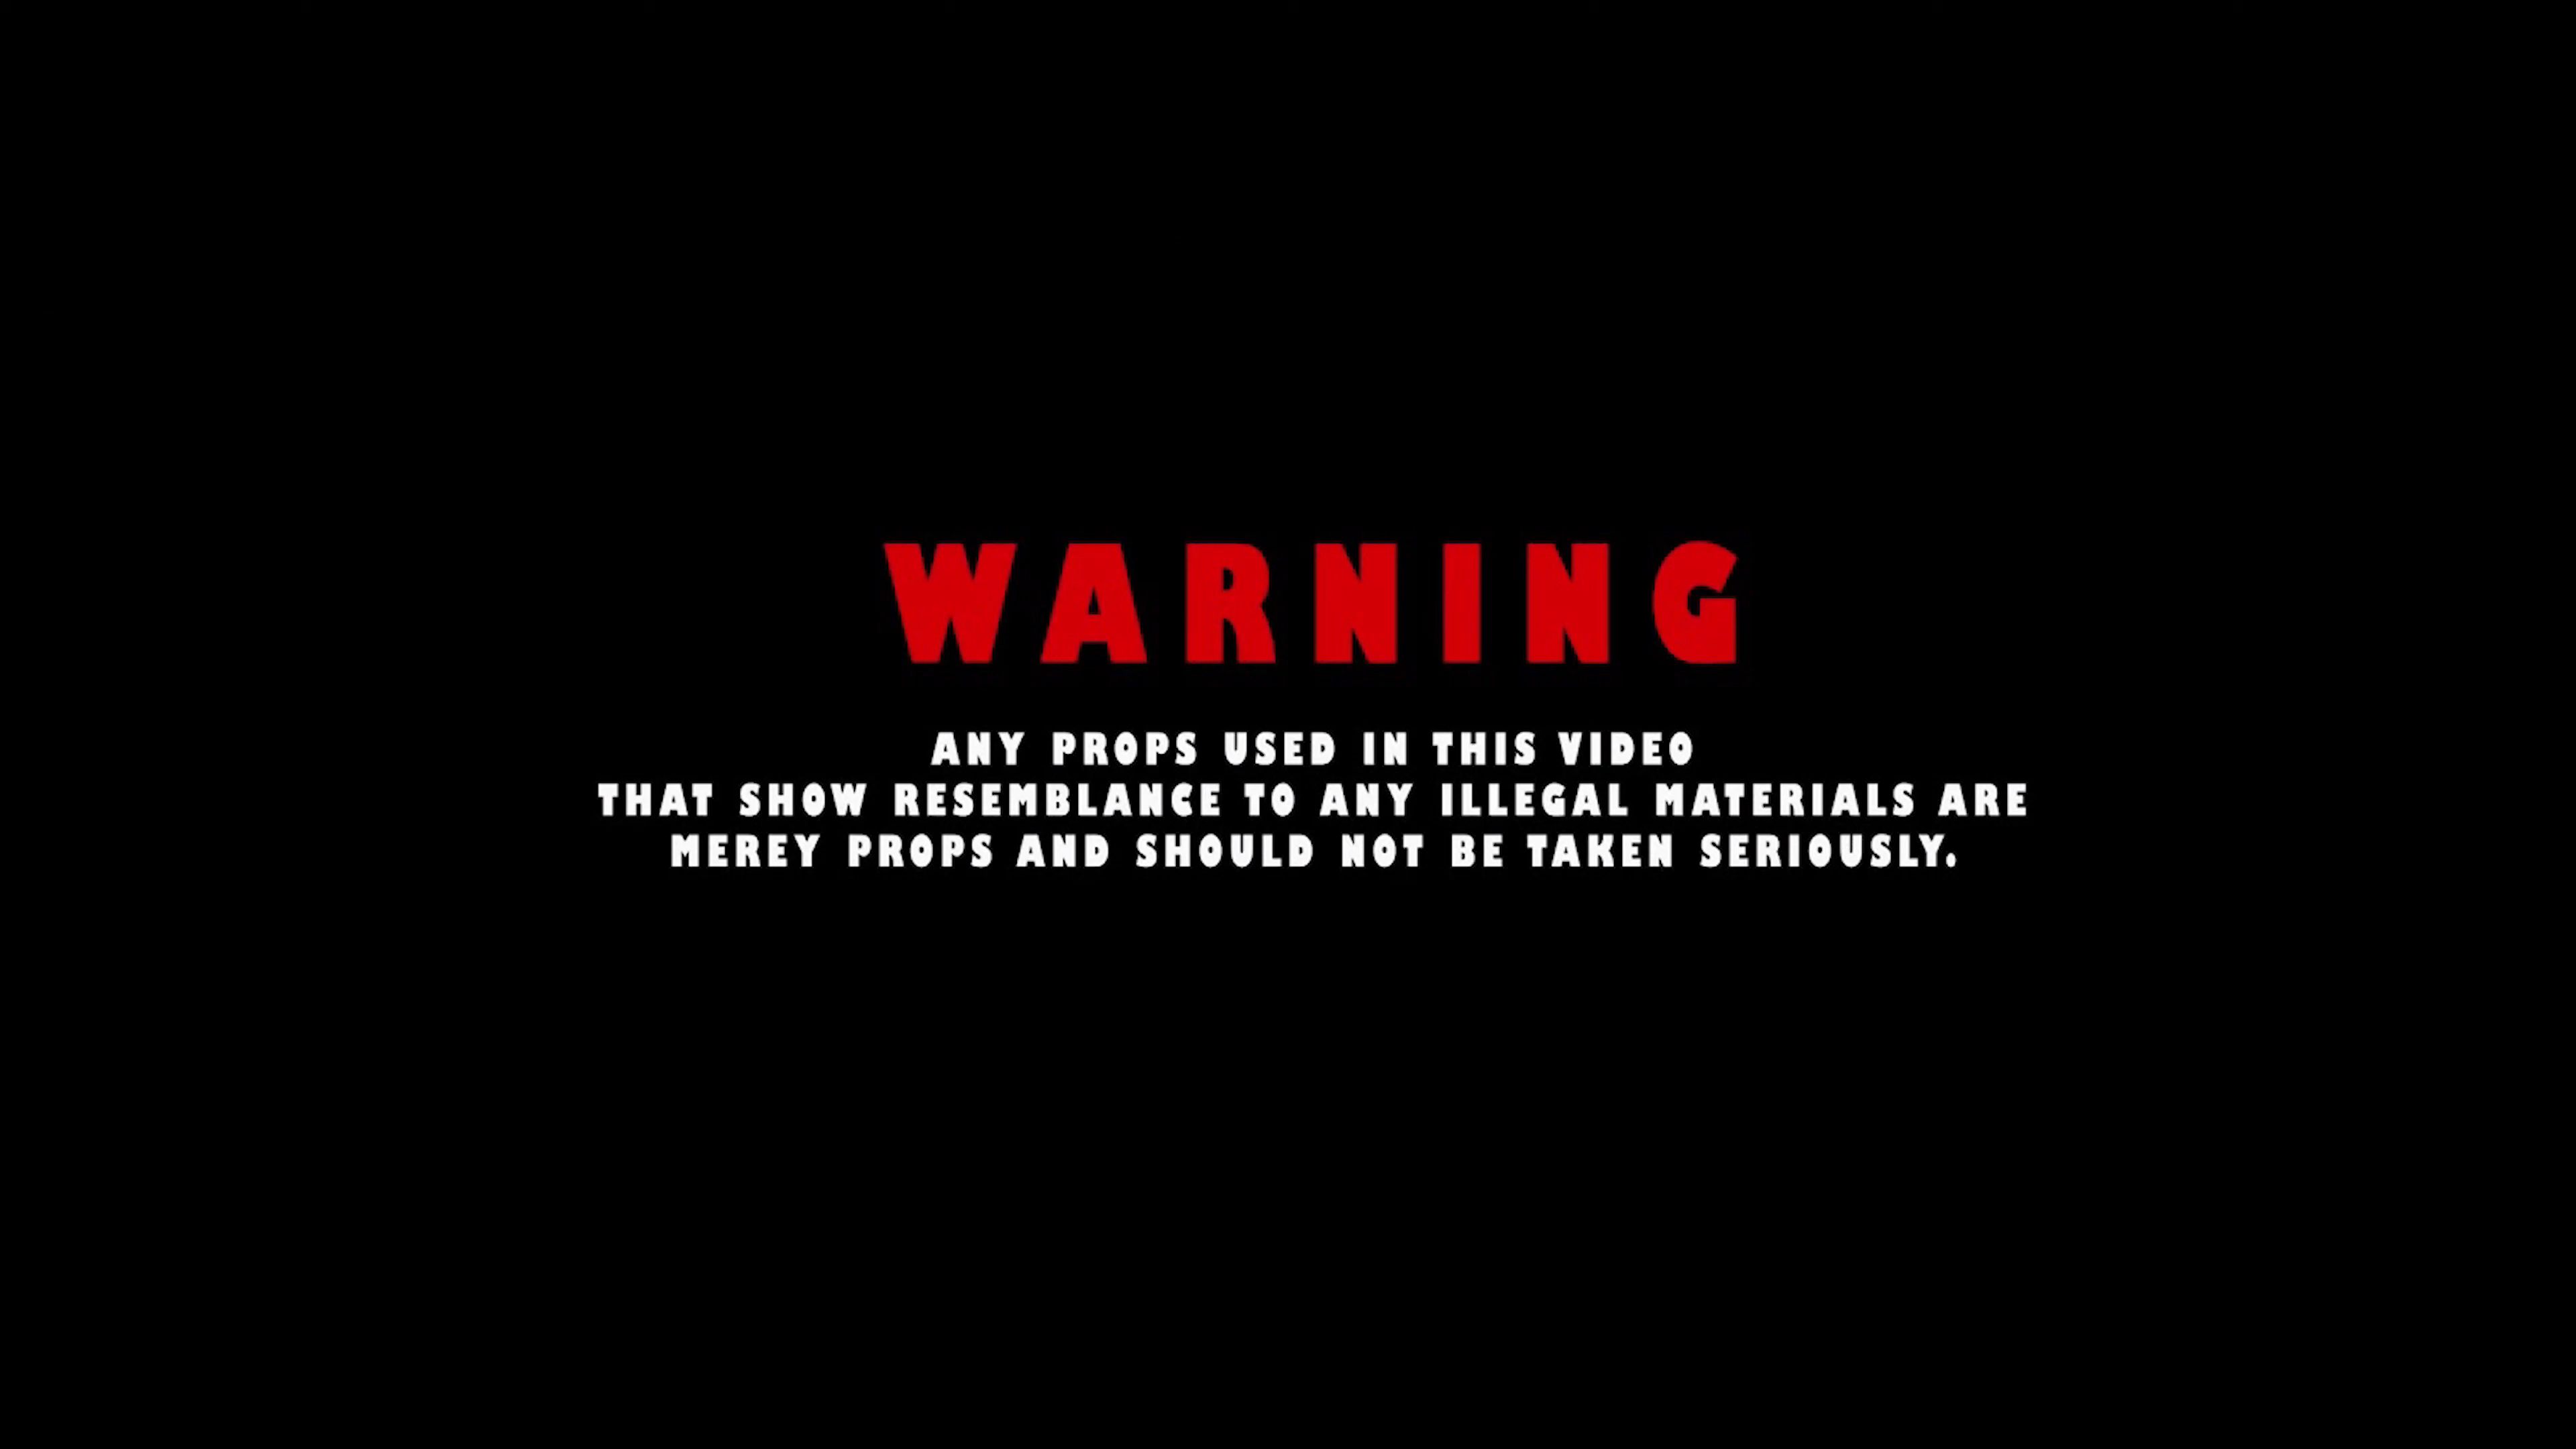 WARNING
ANY PROPS USED IN THIS VIDEO
THAT SHOW RESEMBLANCE TO ANY ILLEGAL MATERIALS ARE
MEREY PROPS AND SHOULD NOT BE TAKEN SERIOUSLY.